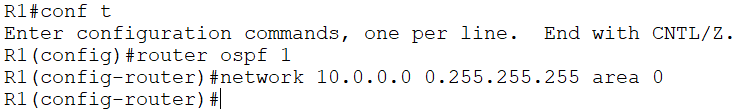 R1#conf t
Enter configuration commands, one per line.  End with CNTL/Z.
R1(config)#router ospf 1
R1(config-router)#network 10.0.0.0 0.255.255.255 area 0
R1(config-router)#